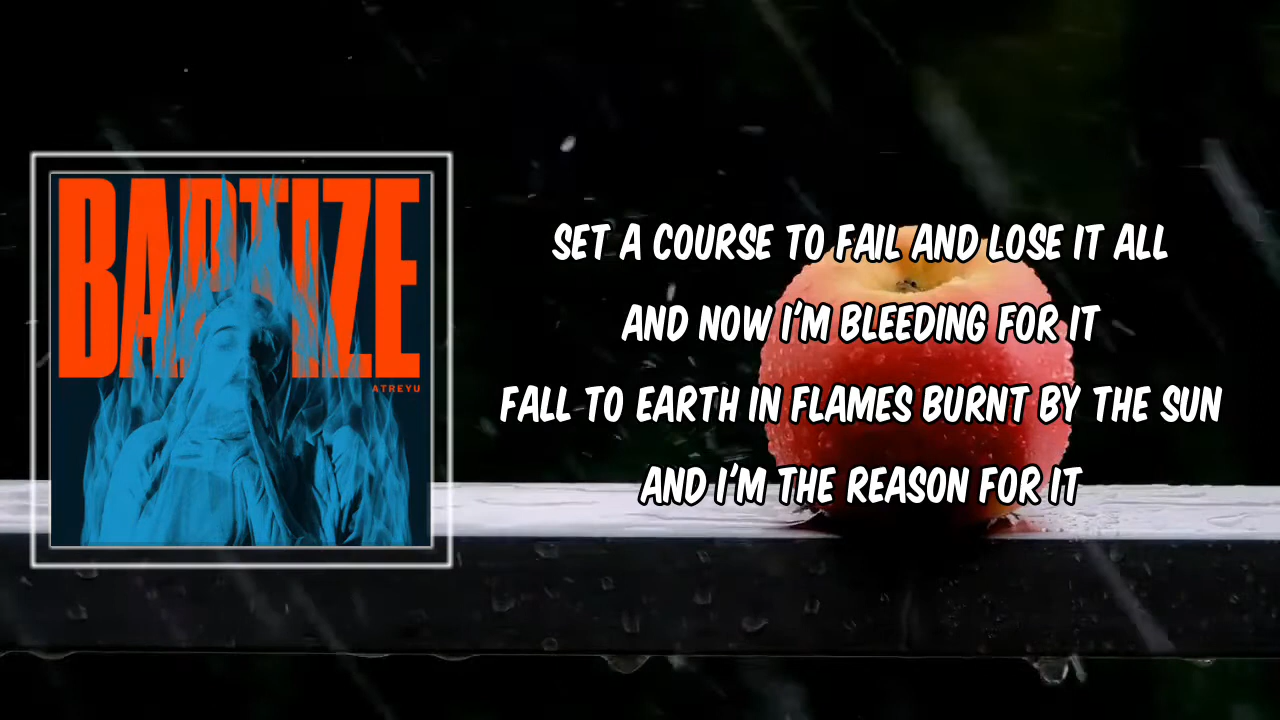 BAPTIZE
ATREYU
SET A COURSE TO FAIL AND LOSE IT ALL
AND NOW I'M BLEEDING FOR IT
FALL TO EARTH IN FLAMES BURNT BY THE SUN
AND I'M THE REASON FOR IT